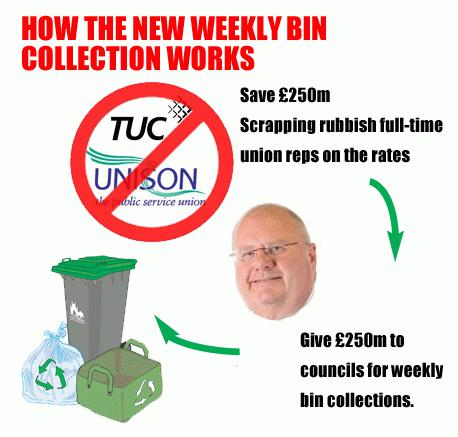 HOW THE NEW WEEKLY BIN
COLLECTION WORKS
Save £250m
Scrapping rubbish full-time
union reps on the rates
TUC
UNISON
the public service union
Give £250m to
councils for weekly
bin collections.